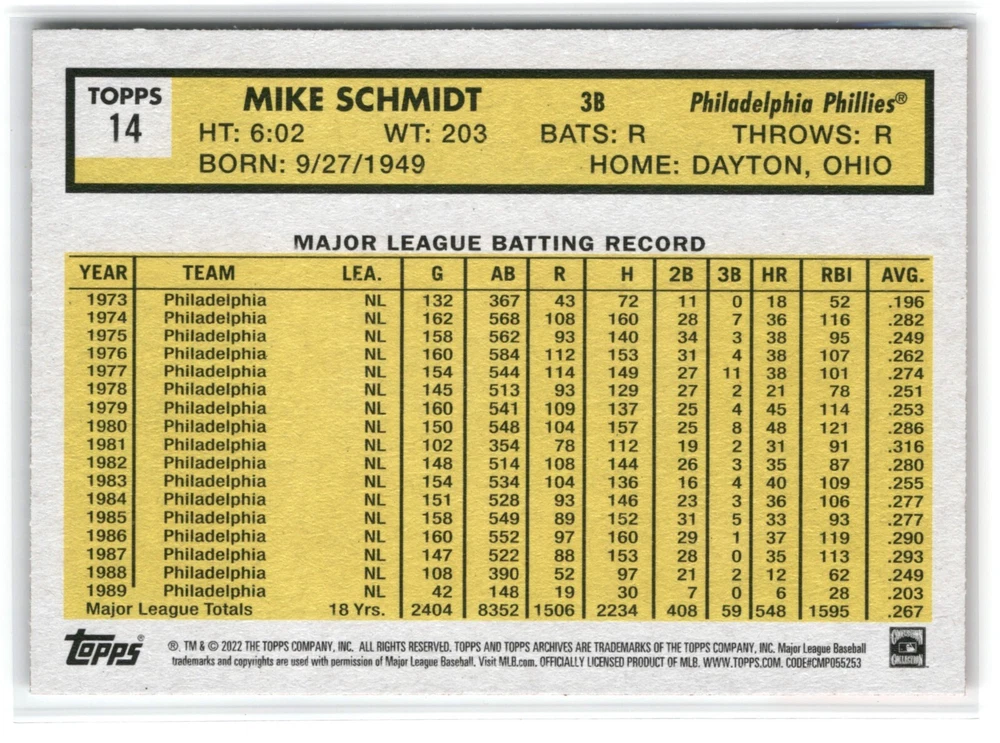 TOPPS
14
MIKE SCHMIDT 3B Philadelphia Phillies®
HT: 6:02 WT: 203 BATS: R THROWS: R
BORN: 9/27/1949 HOME: DAYTON, OHIO
MAJOR LEAGUE BATTING RECORD
YEAR TEAM LEA. G AB R H 2B 3B HR RBI AVG.
1973 Philadelphia NL 132 367 43 72 11 0 18 52 .196
1974 Philadelphia NL 162 568 108 160 28 7 36 116 .282
1975 Philadelphia NL 158 562 93 140 34 3 38 95 .249
1976 Philadelphia NL 160 584 112 153 31 4 38 107 .262
1977 Philadelphia NL 154 544 114 149 27 11 38 101 .274
1978 Philadelphia NL 145 513 93 129 27 2 21 78 .251
1979 Philadelphia NL 160 541 109 137 25 4 45 114 .253
1980 Philadelphia NL 150 548 104 157 25 8 48 121 .286
1981 Philadelphia NL 102 354 78 112 19 2 31 91 .316
1982 Philadelphia NL 148 514 108 144 26 3 35 87 .280
1983 Philadelphia NL 154 534 104 136 16 4 40 109 .255
1984 Philadelphia NL 151 528 93 146 23 3 36 106 .277
1985 Philadelphia NL 158 549 89 152 31 5 33 93 .277
1986 Philadelphia NL 160 552 97 160 29 1 37 119 .290
1987 Philadelphia NL 147 522 88 153 28 0 35 113 .293
1988 Philadelphia NL 108 390 52 97 21 2 12 62 .249
1989 Philadelphia NL 42 148 19 30 7 0 6 28 .203
Major League Totals 18 Yrs. 2404 8352 1506 2234 408 59 548 1595 .267
Topps® ®, TM & © 2022 THE TOPPS COMPANY, INC. ALL RIGHTS RESERVED. TOPPS AND TOPPS ARCHIVES ARE TRADEMARKS OF THE TOPPS COMPANY, INC. Major League Baseball
trademarks and copyrights are used with permission of Major League Baseball. Visit MLB.com. OFFICIALLY LICENSED PRODUCT OF MLB. WWW.TOPPS.COM. CODE#CMP055253
COOPERSTOWN
COLLECTION